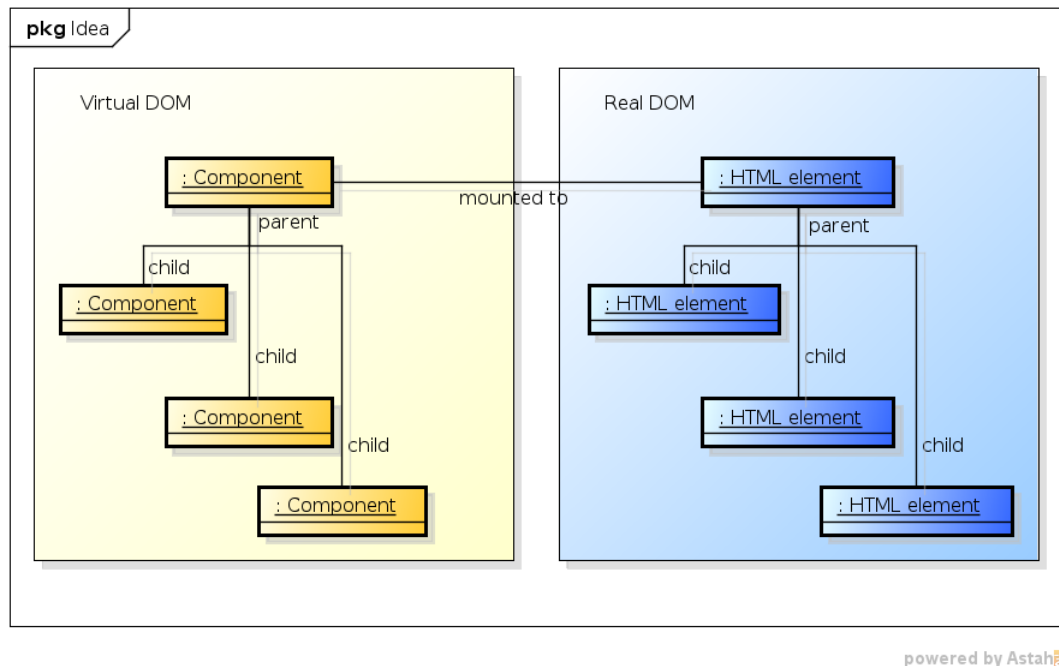 pkg Idea
Virtual DOM
Real DOM
: Component
: HTML element
mounted to
parent
parent
child
child
: Component
: HTML element
child
child
: Component
: HTML element
child
child
: Component
: HTML element
powered by Astah